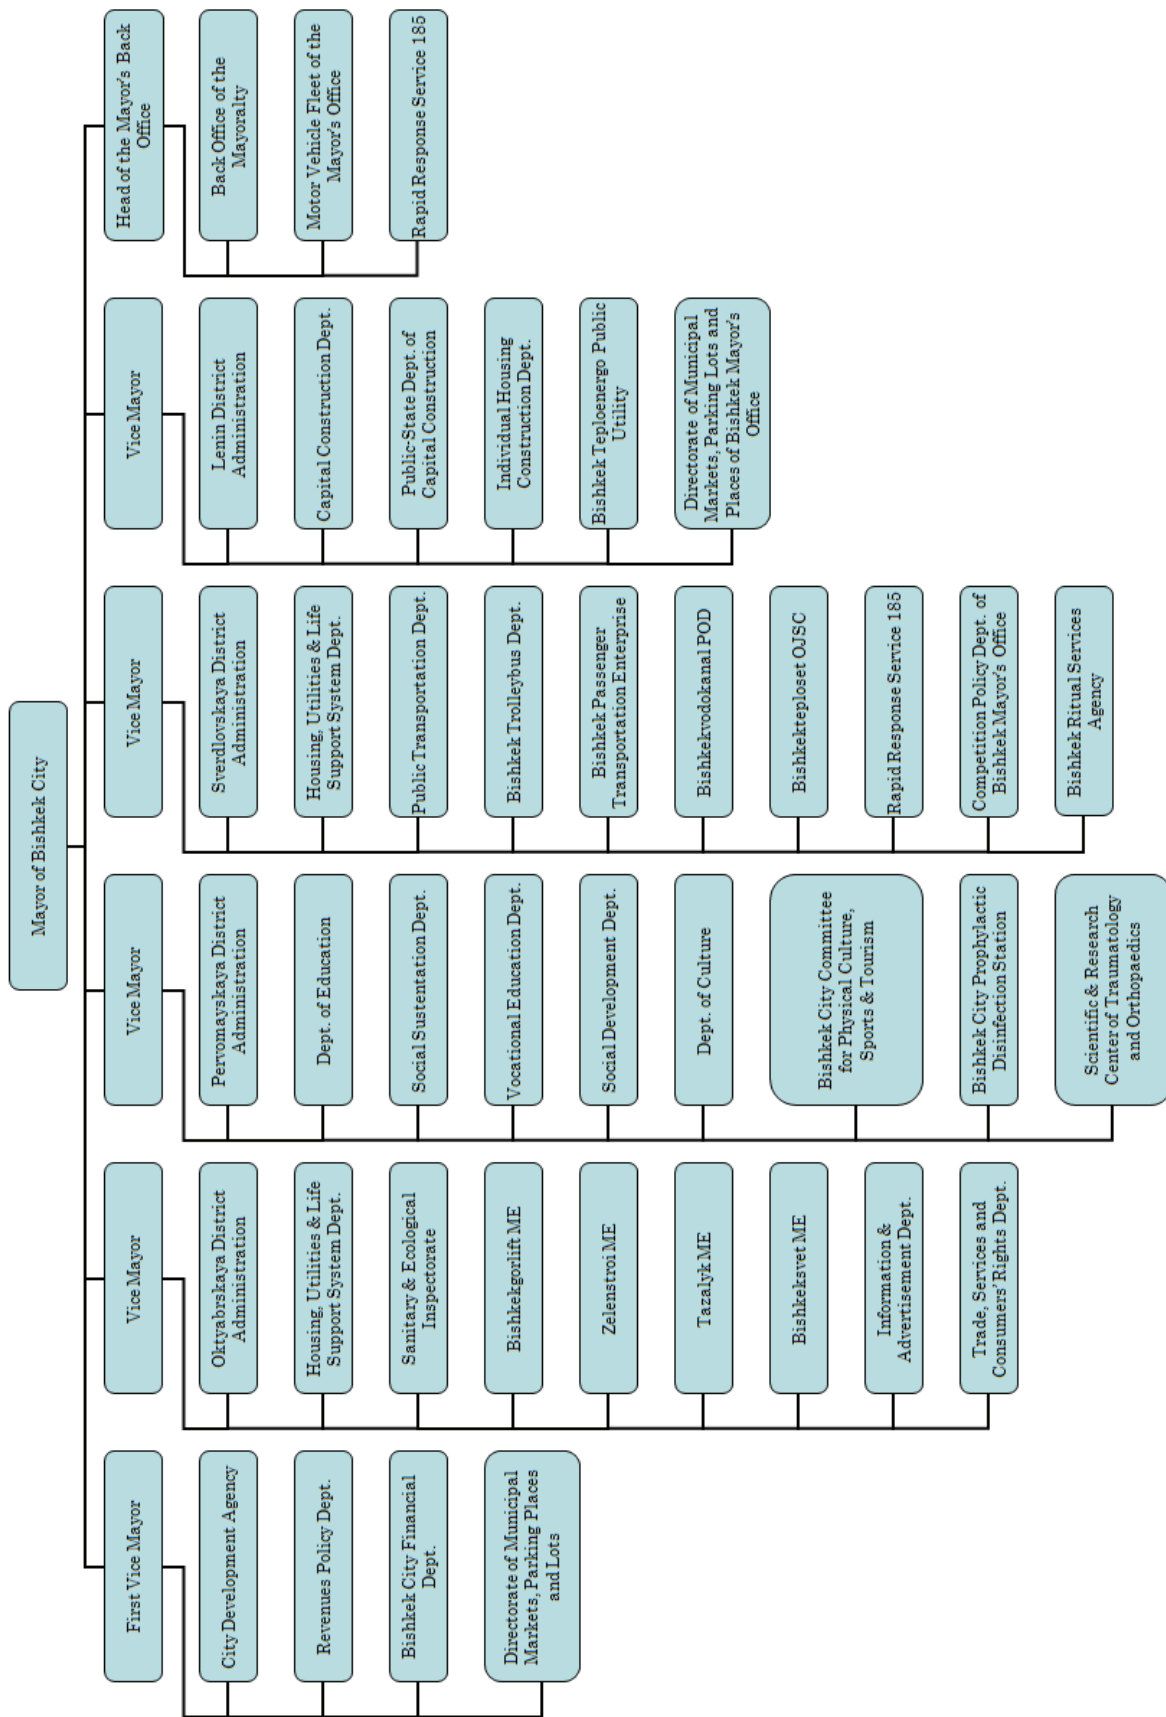 Mayor of Bishkek City
First Vice Mayor
City Development Agency
Revenues Policy Dept.
Bishkek City Financial
Dept.
Directorate of Municipal
Markets, Parking Places
and Lots
Vice Mayor
Oktyabrskaya District
Administration
Housing, Utilities & Life
Support System Dept.
Sanitary & Ecological
Inspectorate
Bishkekgorlift ME
Zelenstroi ME
Tazalyk ME
Bishkeksvet ME
Information &
Advertisement Dept.
Trade, Services and
Consumers' Rights Dept.
Vice Mayor
Pervomayskaya District
Administration
Dept. of Education
Social Sustentation Dept.
Vocational Education Dept.
Social Development Dept.
Dept. of Culture
Bishkek City Committee
for Physical Culture,
Sports & Tourism
Bishkek City Prophylactic
Disinfection Station
Scientific & Research
Center of Traumatology
and Orthopaedics
Vice Mayor
Sverdlovskaya District
Administration
Housing, Utilities & Life
Support System Dept.
Public Transportation Dept.
Bishkek Trolleybus Dept.
Bishkek Passenger
Transportation Enterprise
Bishkekvodokanal POD
Bishkekteploset OJSC
Rapid Response Service 185
Competition Policy Dept. of
Bishkek Mayor's Office
Bishkek Ritual Services
Agency
Vice Mayor
Lenin District
Administration
Capital Construction Dept.
Public-State Dept. of
Capital Construction
Individual Housing
Construction Dept.
Bishkek Teploenergo Public
Utility
Directorate of Municipal
Markets, Parking Lots and
Places of Bishkek Mayor's
Office
Head of the Mayor's Back
Office
Back Office of the
Mayoralty
Motor Vehicle Fleet of the
Mayor's Office
Rapid Response Service 185